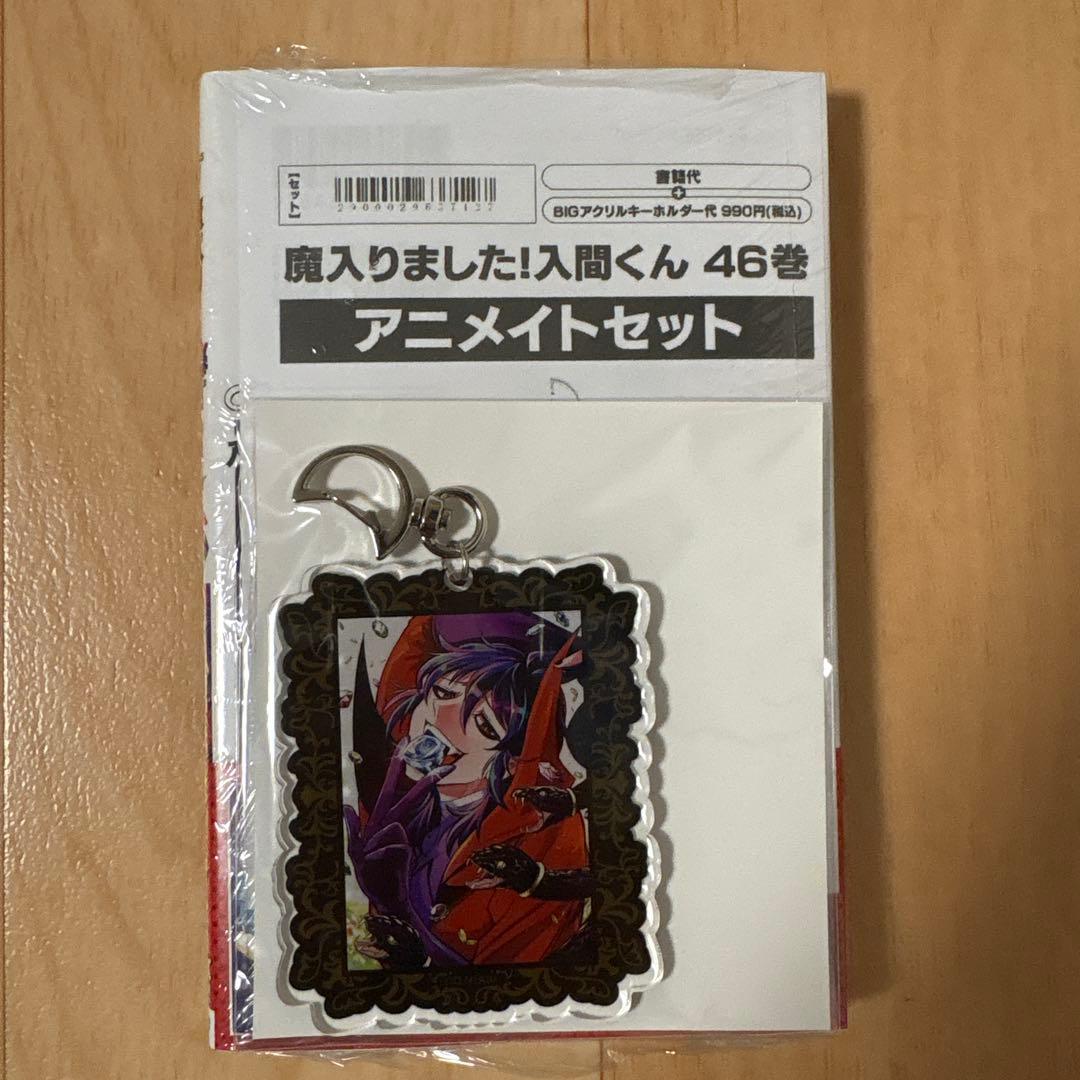 【セット】
書籍代
+
BIGアクリルキーホルダー代 990円(税込)
魔入りました!入間くん 46巻
アニメイトセット